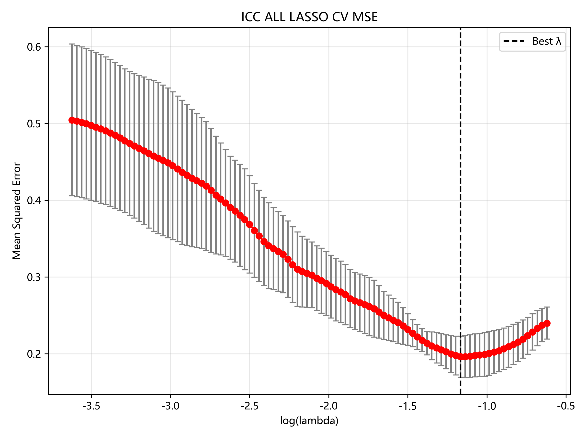 ICC ALL LASSO CV MSE
Best λ
Mean Squared Error
0.6
0.5
0.4
0.3
0.2
-3.5 -3.0 -2.5 -2.0 -1.5 -1.0 -0.5
log(lambda)